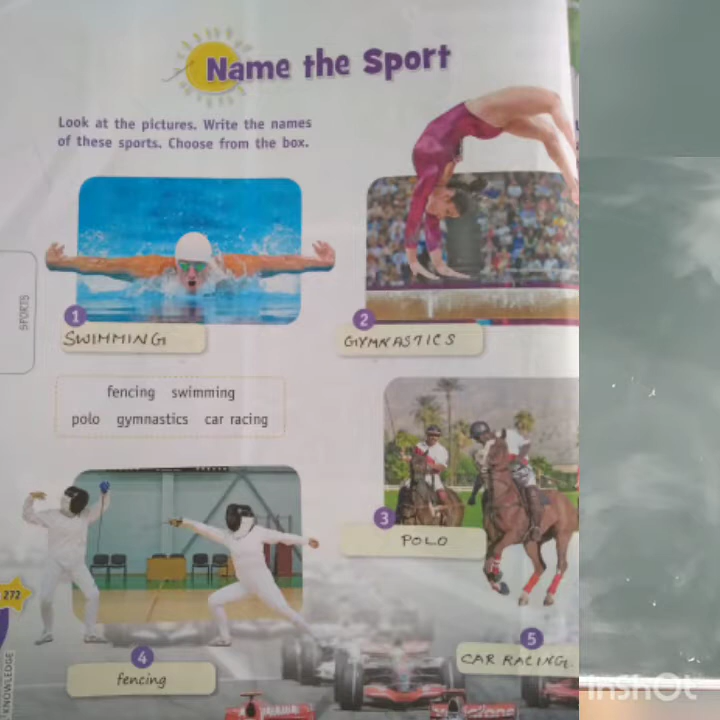 Name the Sport
Look at the pictures. Write the names
of these sports. Choose from the box.
SPORTS
1
SWIMMING
2
GYMNASTICS
fencing swimming
polo gymnastics car racing
3
POLO
272
4
fencing
5
CAR RACING
KNOWLEDGE
inshot